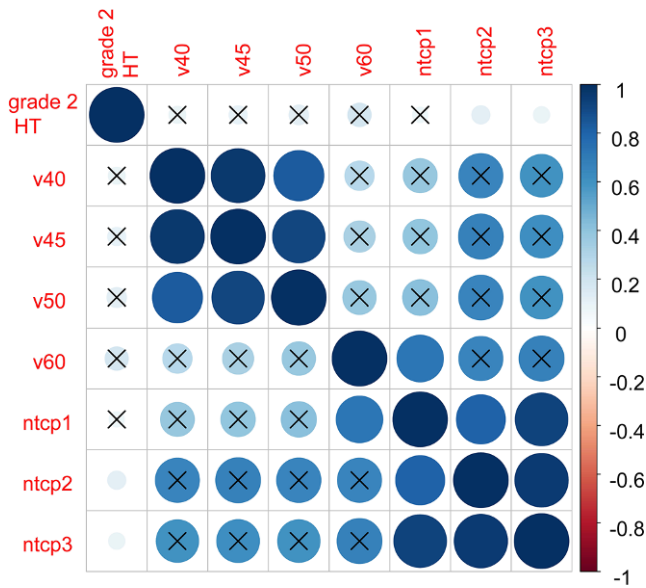 grade 2
HT
v40
v45
v50
v60
ntcp1
ntcp2
ntcp3
grade 2
HT
v40
v45
v50
v60
ntcp1
ntcp2
ntcp3
1
0.8
0.6
0.4
0.2
0
-0.2
-0.4
-0.6
-0.8
-1